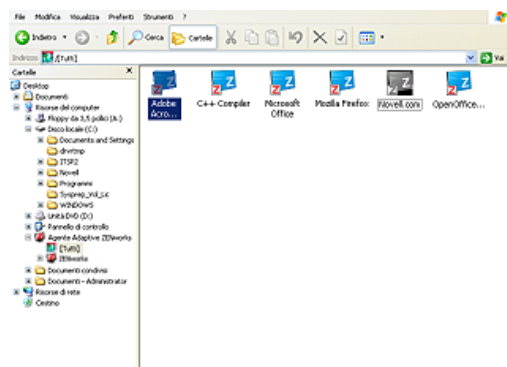 File Modifica Visualizza Preferiti Strumenti ?
Indietro Cerca Cartelle
Indirizzo [Tutti] Vai
Cartelle
Desktop
Documenti
Risorse del computer
Floppy da 3,5 pollici (A:)
Disco locale (C:)
Documents and Settings
drvrtmp
ITSP2
Novell
Programmi
Sysprep_Vol_Lic
WINDOWS
Unità DVD (D:)
Pannello di controllo
Agente Adaptive ZENworks
[Tutti]
ZENworks
Documenti condivisi
Documenti - Administrator
Risorse di rete
Cestino
Adobe Acro...
C++ Compiler
Microsoft Office
Mozilla Firefox
Novell.com
OpenOffice...